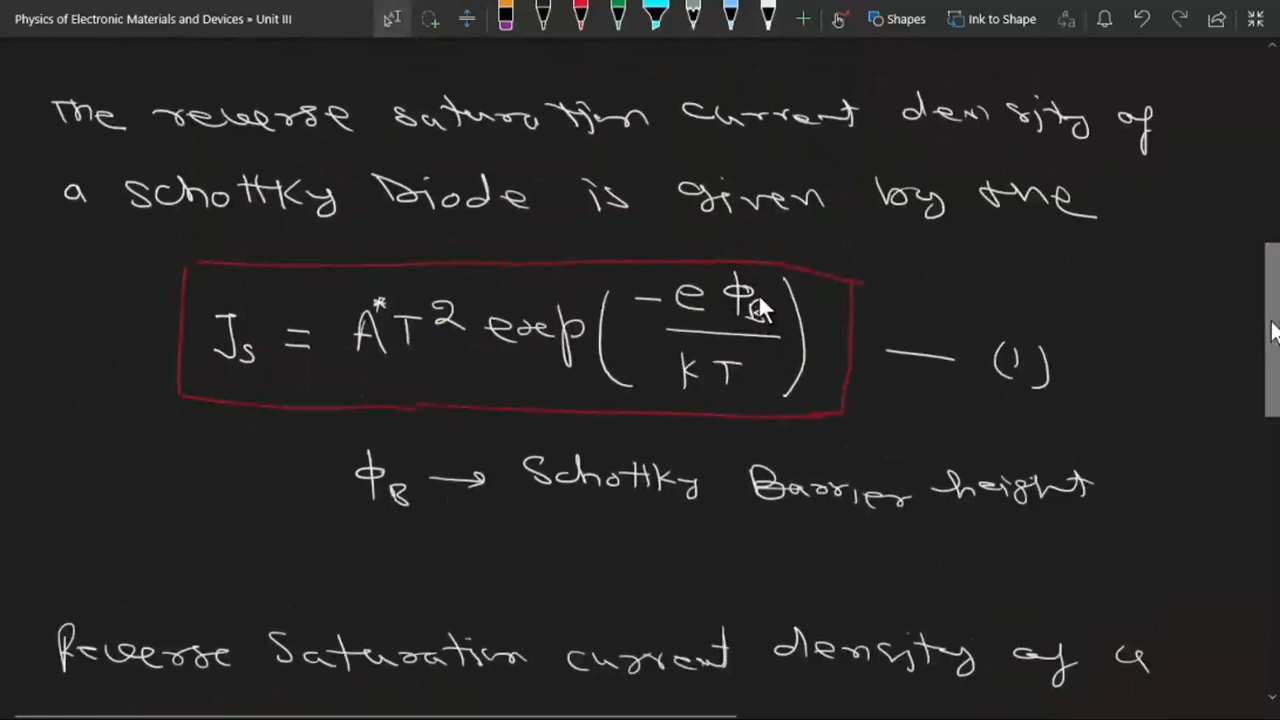 Physics of Electronic Materials and Devices » Unit III
Shapes
Ink to Shape
The reverse saturation current density of
a Schottky Diode is given by the
Js = A*T² exp(-eϕB/kT) — (1)
ϕB → Schottky Barrier height
Reverse Saturation current density of a